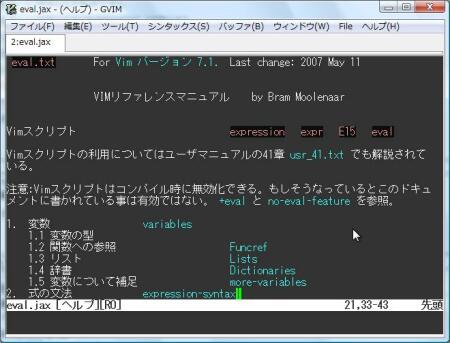 eval.jax - (ヘルプ) - GVIM
ファイル(F) 編集(E) ツール(T) シンタックス(S) バッファ(B) ウィンドウ(W) File ヘルプ(H)
2:eval.jax
eval.txt For Vim バージョン 7.1. Last change: 2007 May 11
VIMリファレンスマニュアル by Bram Moolenaar
Vimスクリプト expression expr E15 eval
Vimスクリプトの利用についてはユーザマニュアルの41章 usr_41.txt でも解説されて
いる。
注意:Vimスクリプトはコンパイル時に無効化できる。もしそうなっているとこのドキュ
メントに書かれている事は有効ではない。 +eval と no-eval-feature を参照。
1. 変数 variables
1.1 変数の型
1.2 関数への参照 Funcref
1.3 リスト Lists
1.4 辞書 Dictionaries
1.5 変数について補足 more-variables
2. 式の文法 expression-syntax
eval.jax [ヘルプ][RO] 21,33-43 先頭